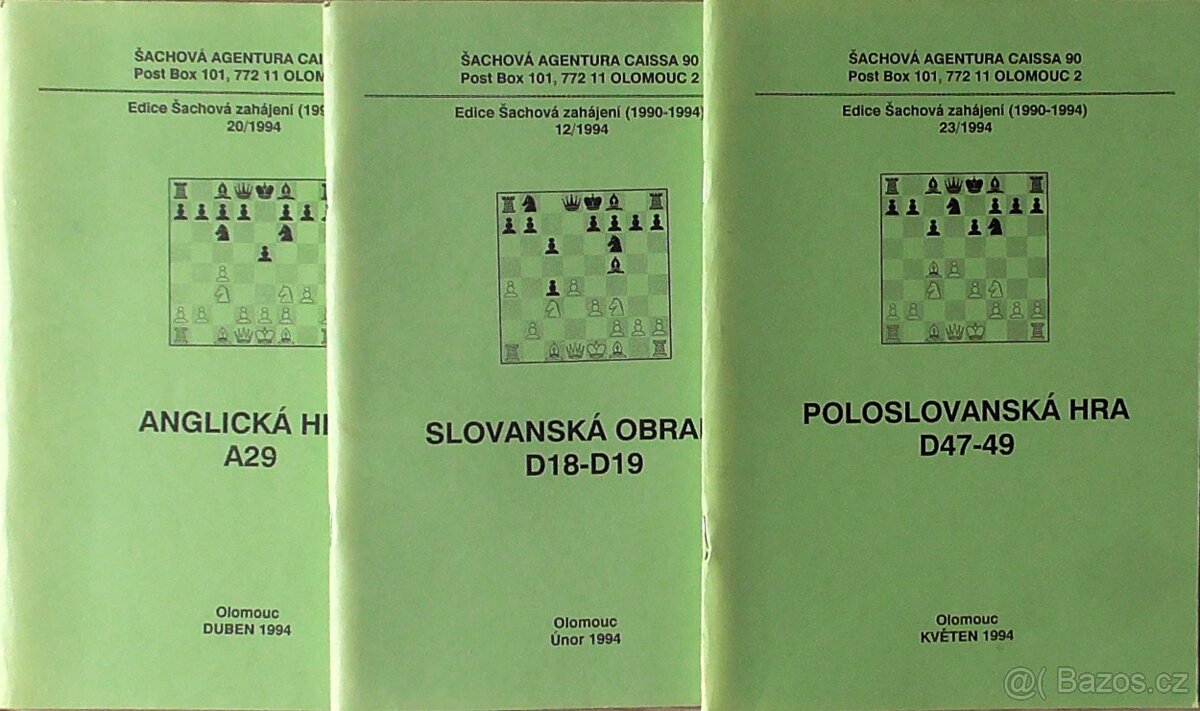 ŠACHOVÁ AGENTURA CAI
Post Box 101, 772 11 OLOM
Edice Šachová zahájení (199
20/1994
ANGLICKÁ H
A29
Olomouc
DUBEN 1994
ŠACHOVÁ AGENTURA CAISSA 90
Post Box 101, 772 11 OLOMOUC 2
Edice Šachová zahájení (1990-1994)
12/1994
SLOVANSKÁ OBRA
D18-D19
Olomouc
Únor 1994
ŠACHOVÁ AGENTURA CAISSA 90
Post Box 101, 772 11 OLOMOUC 2
Edice Šachová zahájení (1990-1994)
23/1994
POLOSLOVANSKÁ HRA
D47-49
Olomouc
KVĚTEN 1994
@( Bazos.cz